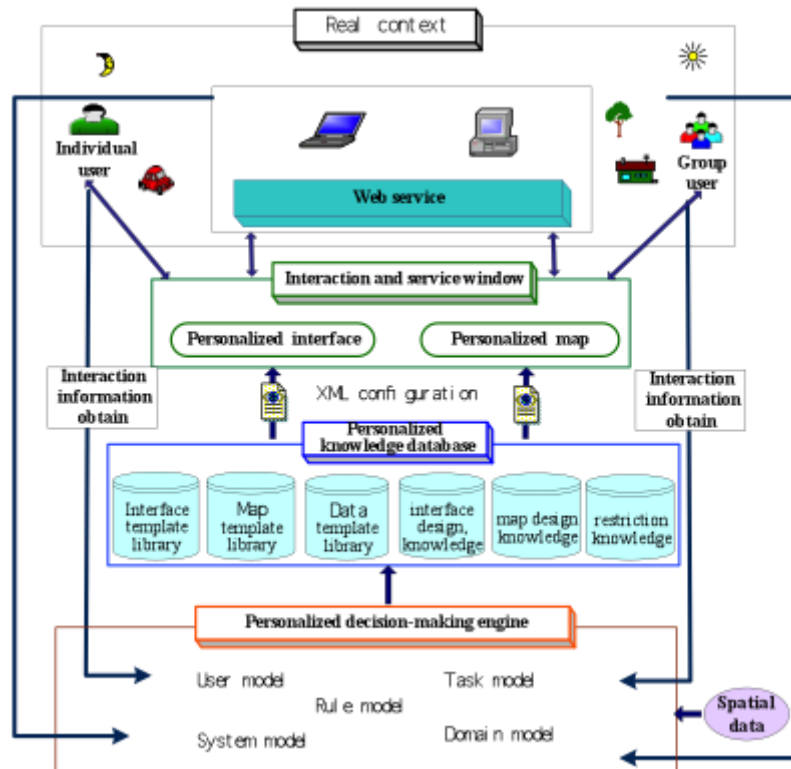 Real context
Individual
user
Group
user
Web service
Interaction and service window
Personalized interface
Personalized map
Interaction
information
obtain
XML configuration
Interaction
information
obtain
Personalized
knowledge database
Interface
template
library
Map
template
library
Data
template
library
interface
design,
knowledge
map design
knowledge
restriction
knowledge
Personalized decision-making engine
User model
Task model
Rule model
System model
Domain model
Spatial
data